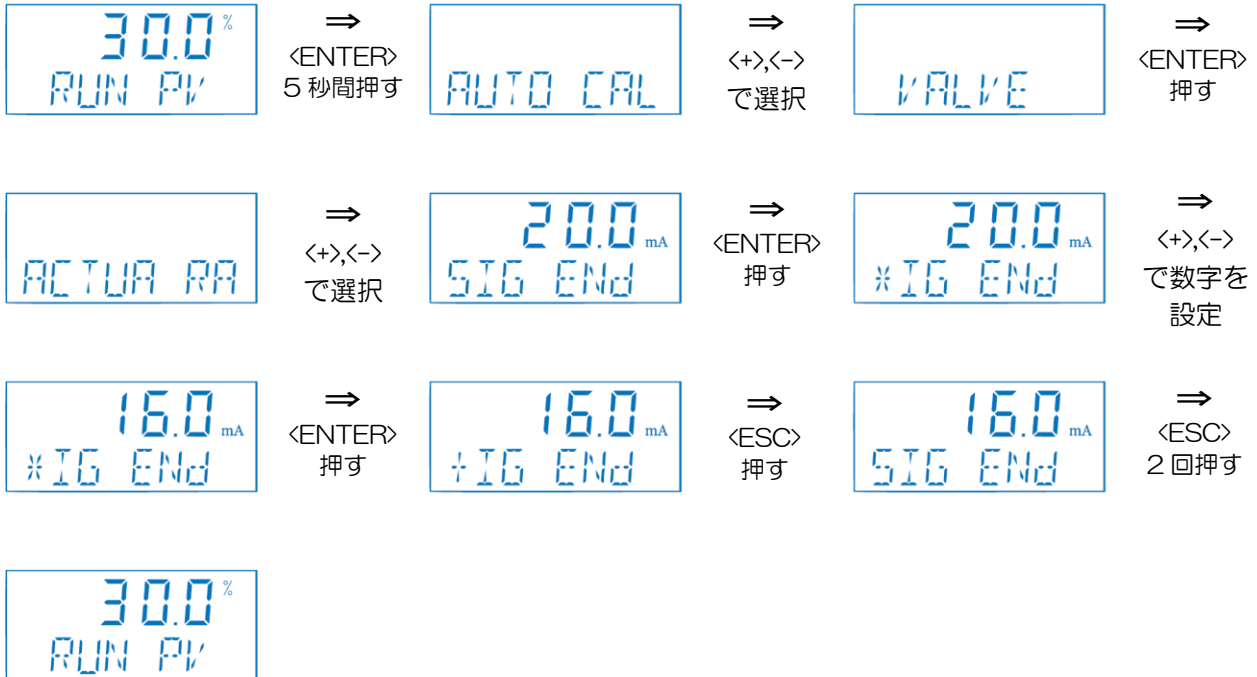 30.0 %
RUN PV
⇒
<ENTER>
5 秒間押す
AUTO CAL
⇒
<+>,<->
で選択
VALVE
⇒
<ENTER>
押す
ACTUA RA
⇒
<+>,<->
で選択
20.0 mA
SIG ENd
⇒
<ENTER>
押す
20.0 mA
*IG ENd
⇒
<+>,<->
で数字を
設定
16.0 mA
*IG ENd
⇒
<ENTER>
押す
16.0 mA
+IG ENd
⇒
<ESC>
押す
16.0 mA
SIG ENd
⇒
<ESC>
2 回押す
30.0 %
RUN PV